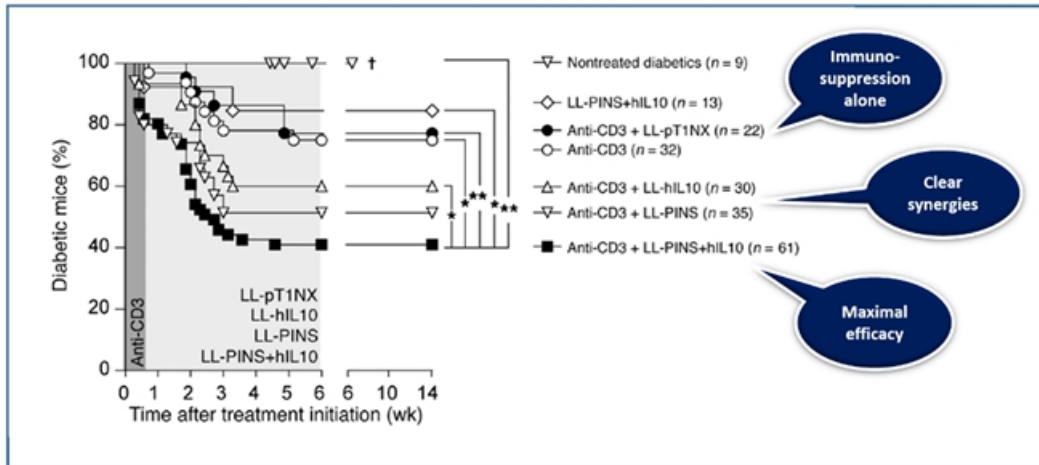 100
80
60
40
20
0
Diabetic mice (%)
Anti-CD3
LL-pT1NX
LL-hIL10
LL-PINS
LL-PINS+hIL10
†
*
*
**
*
**
0 1 2 3 4 5 6 6 8 10 12 14
Time after treatment initiation (wk)
Nontreated diabetics (n = 9)
LL-PINS+hIL10 (n = 13)
Anti-CD3 + LL-pT1NX (n = 22)
Anti-CD3 (n = 32)
Anti-CD3 + LL-hIL10 (n = 30)
Anti-CD3 + LL-PINS (n = 35)
Anti-CD3 + LL-PINS+hIL10 (n = 61)
Immuno-
suppression
alone
Clear
synergies
Maximal
efficacy